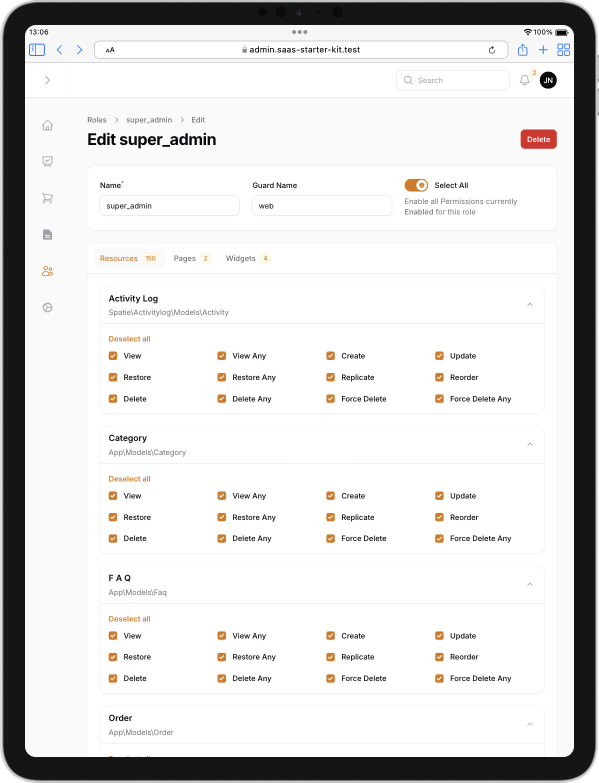 13:06
100%
AA
admin.saas-starter-kit.test
Search
2
JN
Roles > super_admin > Edit
Edit super_admin
Delete
Name*
super_admin
Guard Name
web
Select All
Enable all Permissions currently
Enabled for this role
Resources 150 Pages 2 Widgets 4
Activity Log
Spatie\Activitylog\Models\Activity
Deselect all
View View Any Create Update
Restore Restore Any Replicate Reorder
Delete Delete Any Force Delete Force Delete Any
Category
App\Models\Category
Deselect all
View View Any Create Update
Restore Restore Any Replicate Reorder
Delete Delete Any Force Delete Force Delete Any
F A Q
App\Models\Faq
Deselect all
View View Any Create Update
Restore Restore Any Replicate Reorder
Delete Delete Any Force Delete Force Delete Any
Order
App\Models\Order